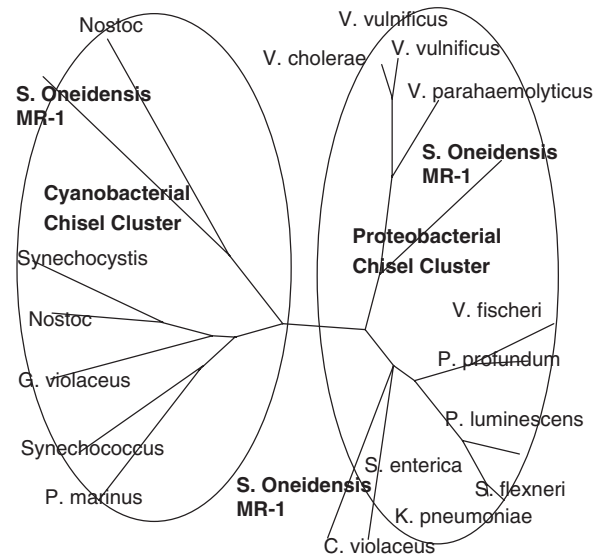 Nostoc
S. Oneidensis
MR-1
Cyanobacterial
Chisel Cluster
Synechocystis
Nostoc
G. violaceus
Synechococcus
P. marinus
V. vulnificus
V. vulnificus
V. cholerae
V. parahaemolyticus
S. Oneidensis
MR-1
Proteobacterial
Chisel Cluster
V. fischeri
P. profundum
P. luminescens
S. enterica
S. flexneri
S. Oneidensis
MR-1
K. pneumoniae
C. violaceus